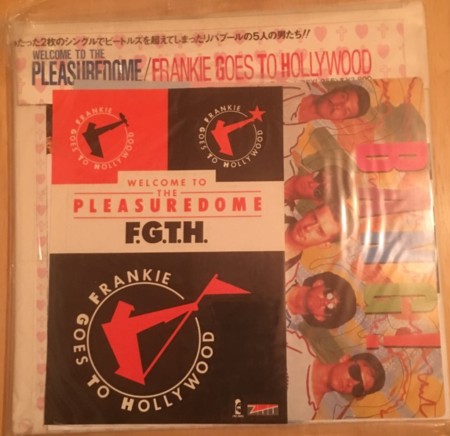 たった2枚のシングルでビートルズを超えてしまったリバプールの5人の男たち!!
WELCOME TO THE
PLEASUREDOME/FRANKIE GOES TO HOLLYWOOD
FRANKIE GOES TO HOLLYWOOD
FRANKIE GOES TO HOLLYWOOD
WELCOME TO
THE
PLEASUREDOME
F.G.T.H.
FRANKIE GOES TO HOLLYWOOD
BANG!